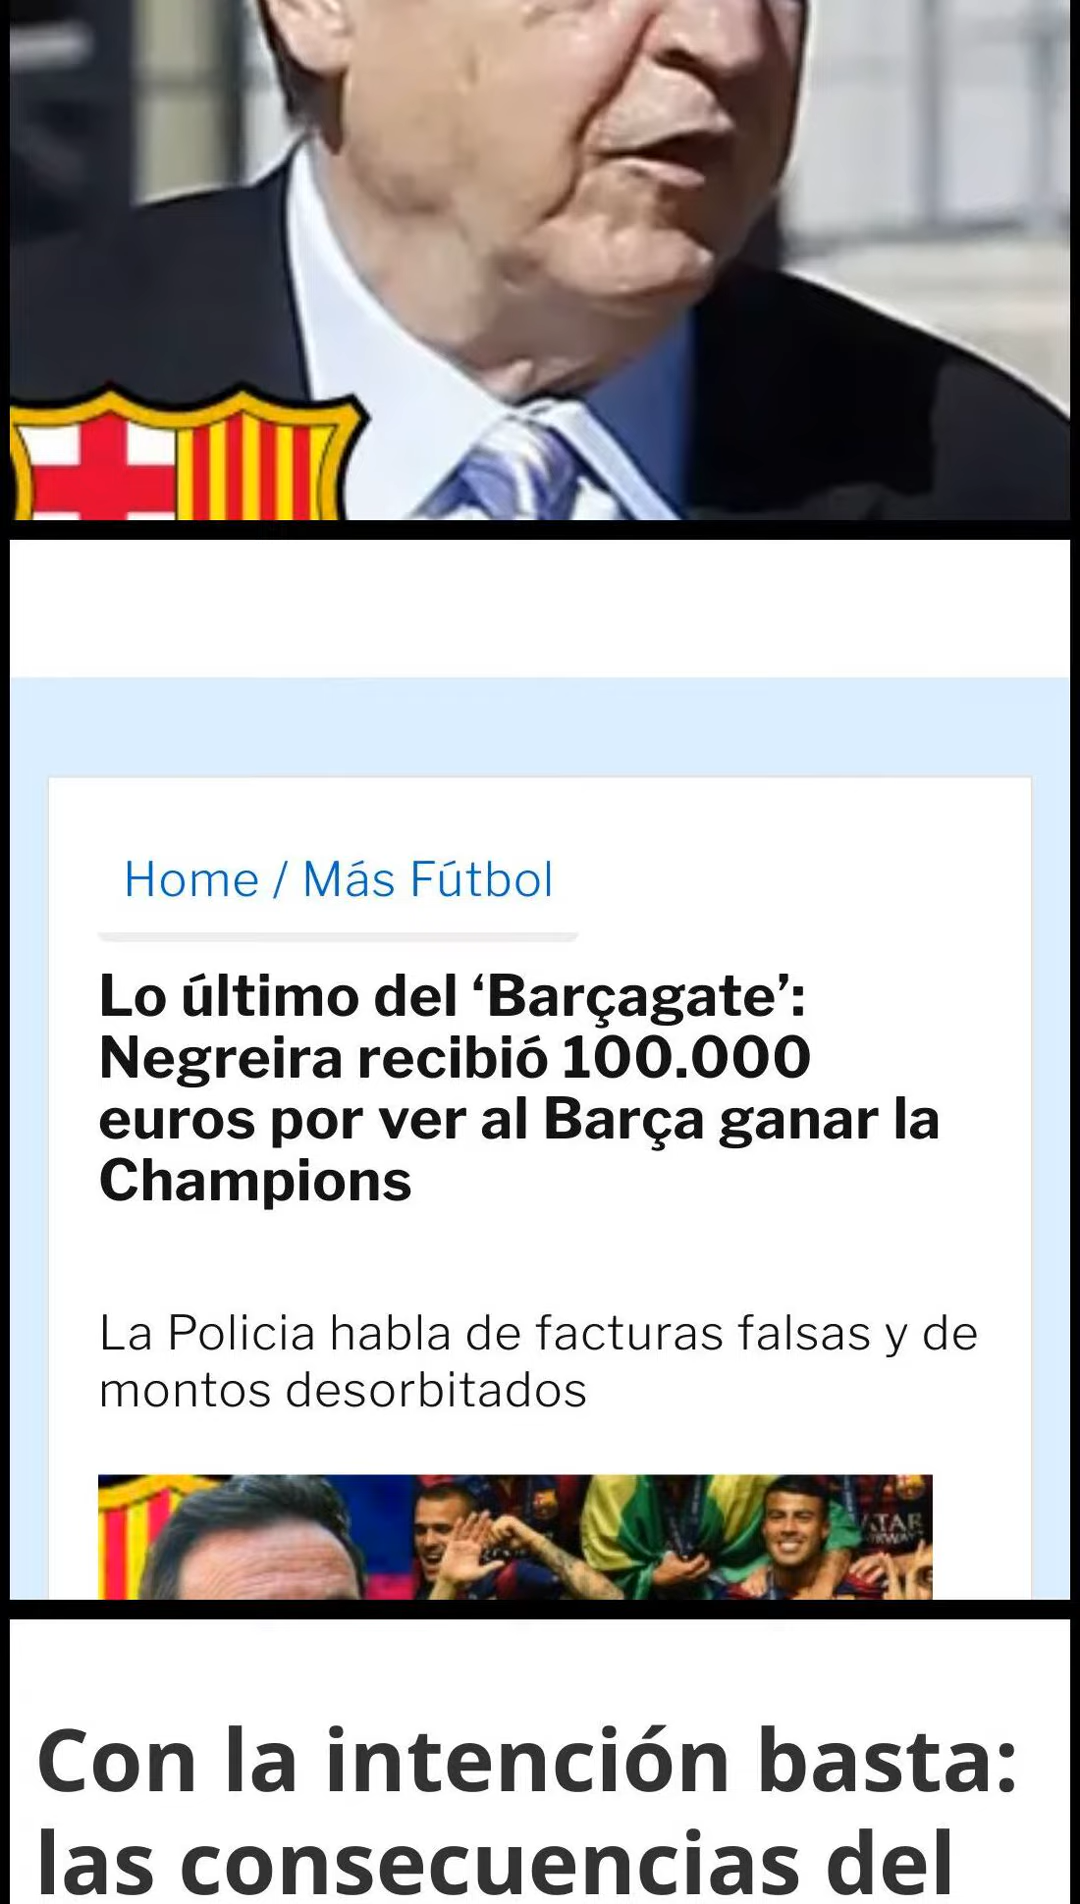 Home / Más Fútbol
Lo último del ‘Barçagate’:
Negreira recibió 100.000
euros por ver al Barça ganar la
Champions
La Policia habla de facturas falsas y de
montos desorbitados
Con la intención basta:
las consecuencias del